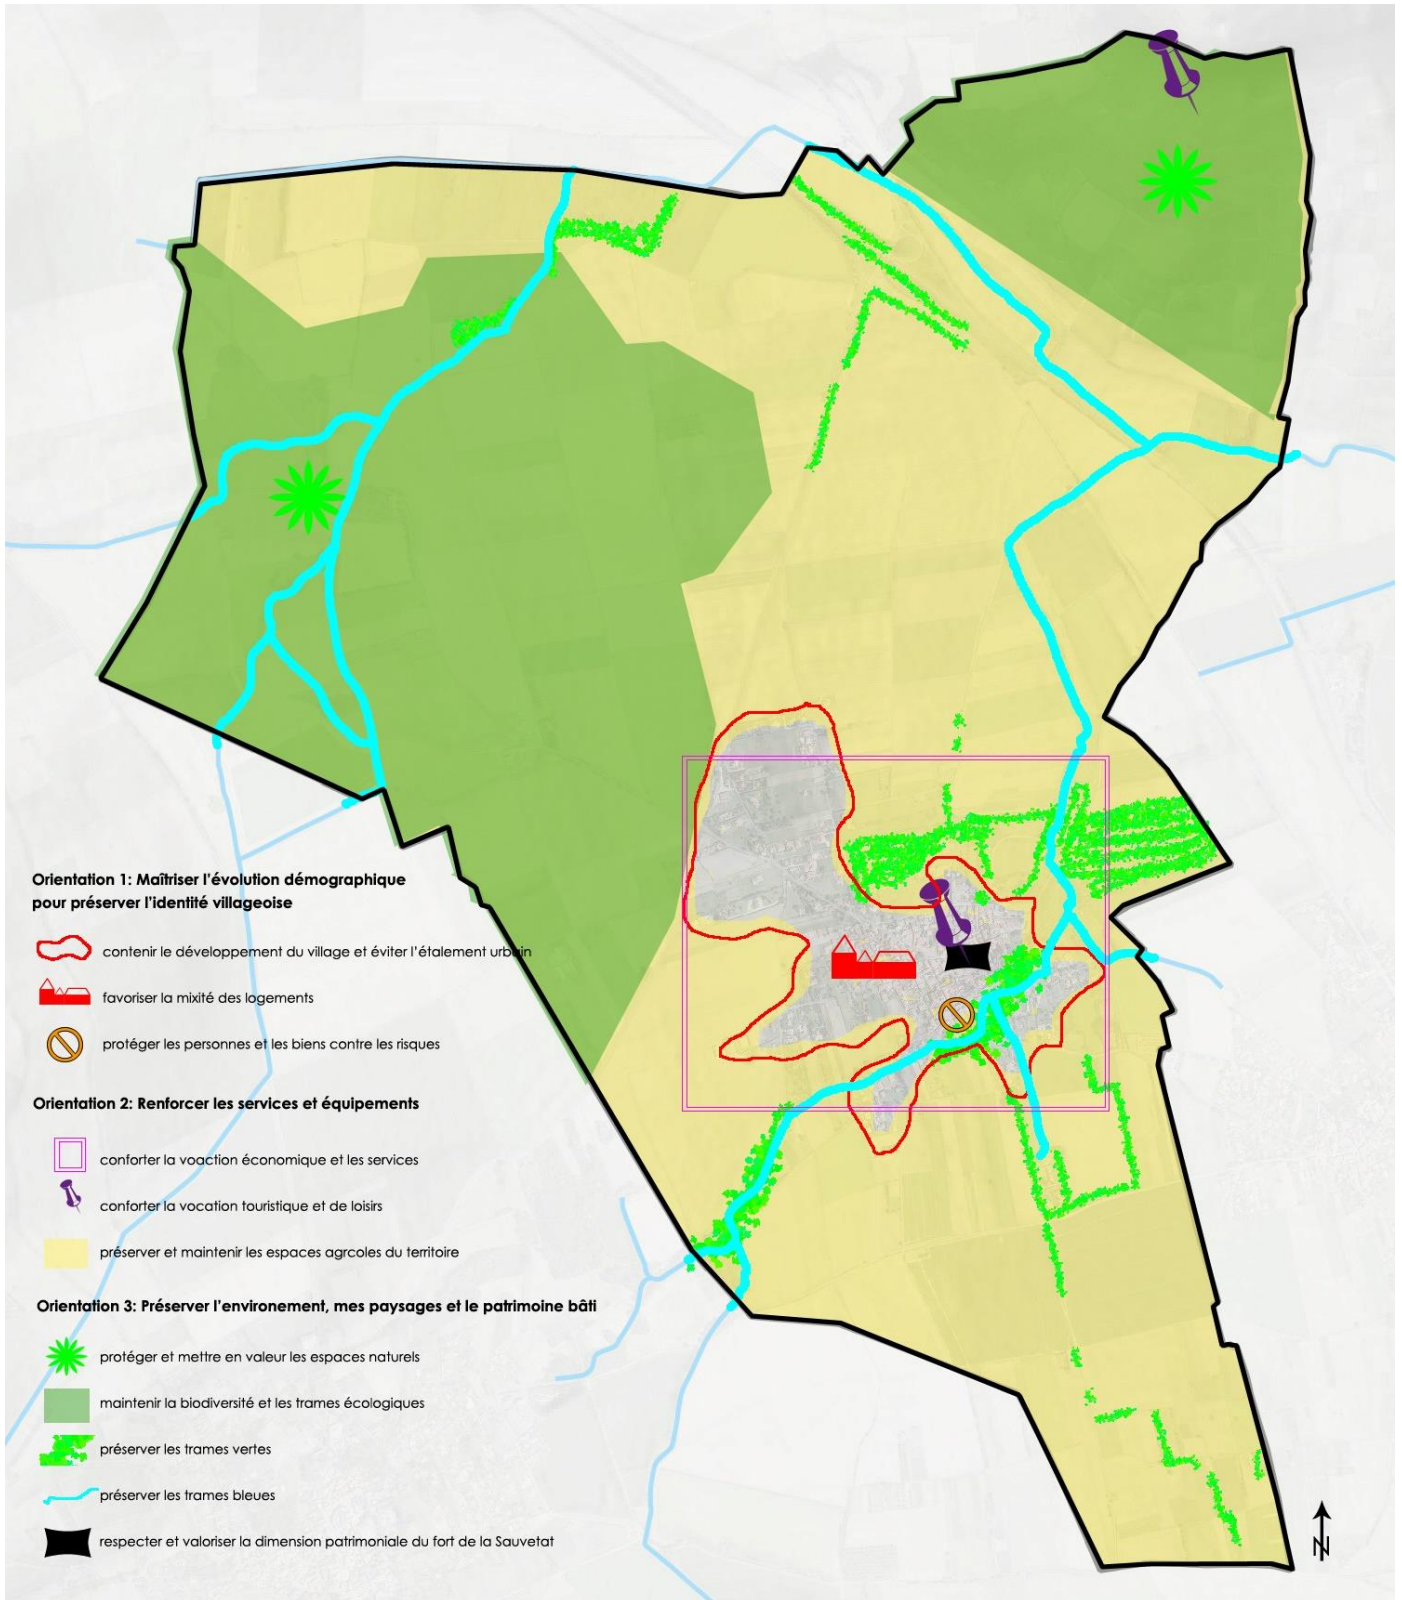 Orientation 1: Maîtriser l'évolution démographique
pour préserver l'identité villageoise
contenir le développement du village et éviter l'étalement urbain
favoriser la mixité des logements
protéger les personnes et les biens contre les risques
Orientation 2: Renforcer les services et équipements
conforter la voaction économique et les services
conforter la vocation touristique et de loisirs
préserver et maintenir les espaces agrcoles du territoire
Orientation 3: Préserver l'environement, mes paysages et le patrimoine bâti
protéger et mettre en valeur les espaces naturels
maintenir la biodiversité et les trames écologiques
préserver les trames vertes
préserver les trames bleues
respecter et valoriser la dimension patrimoniale du fort de la Sauvetat
N